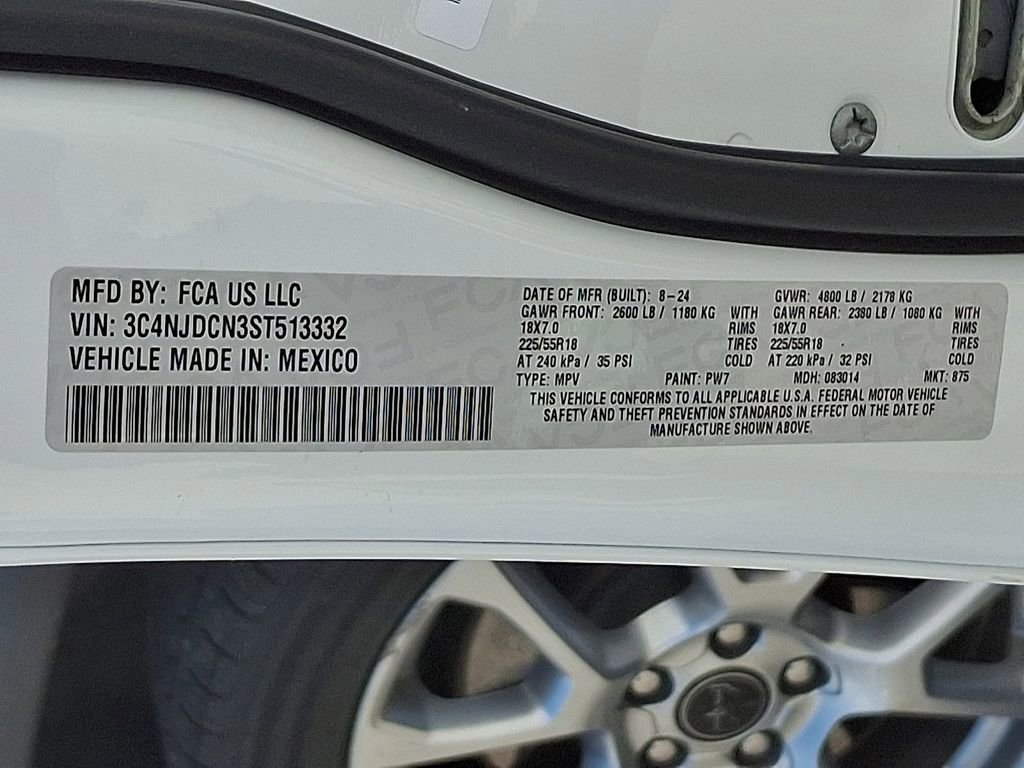 MFD BY: FCA US LLC
VIN: 3C4NJDCN3ST513332
VEHICLE MADE IN: MEXICO
DATE OF MFR (BUILT): 8-24 GVWR: 4800 LB / 2178 KG
GAWR FRONT: 2600 LB / 1180 KG WITH GAWR REAR: 2380 LB / 1080 KG WITH
18X7.0 RIMS 18X7.0 RIMS
225/55R18 TIRES 225/55R18 TIRES
AT 240 kPa / 35 PSI COLD AT 220 kPa / 32 PSI COLD
TYPE: MPV PAINT: PW7 MDH: 083014 MKT: 875
THIS VEHICLE CONFORMS TO ALL APPLICABLE U.S.A. FEDERAL MOTOR VEHICLE
SAFETY AND THEFT PREVENTION STANDARDS IN EFFECT ON THE DATE OF
MANUFACTURE SHOWN ABOVE.